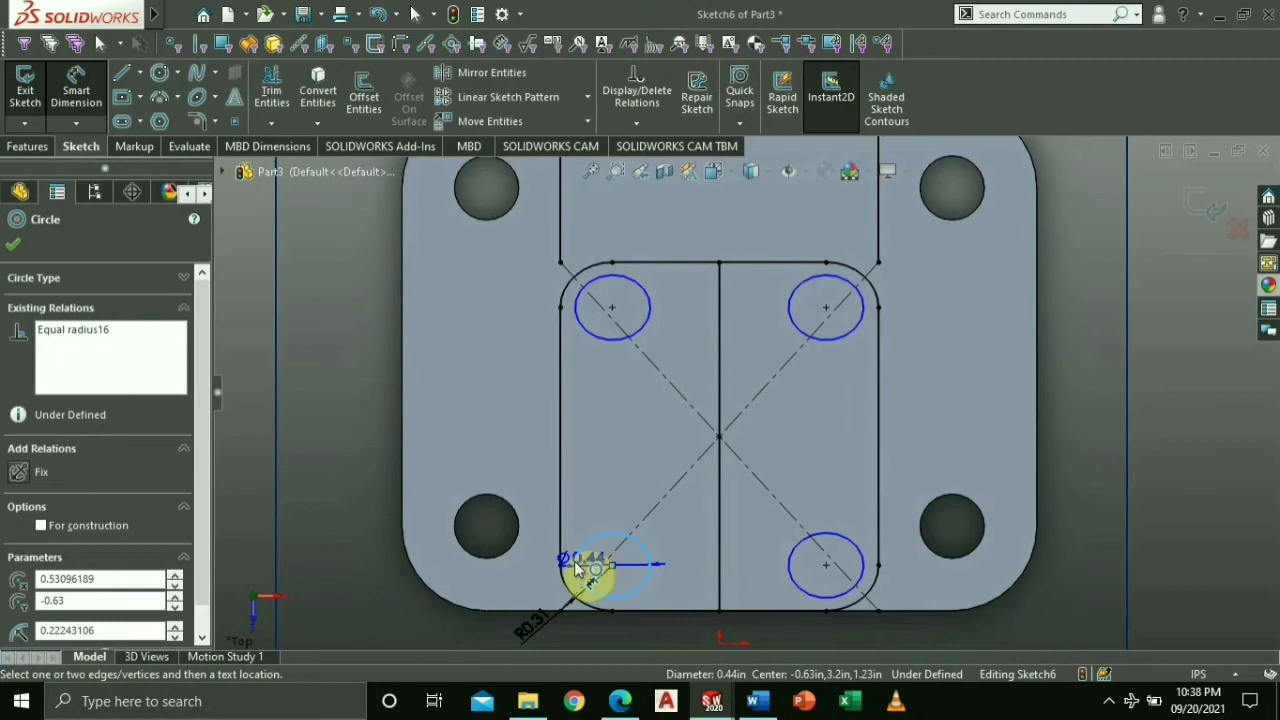 SOLIDWORKS
Sketch6 of Part3 *
Search Commands
Exit Sketch
Smart Dimension
Trim Entities
Convert Entities
Offset Entities
Offset On Surface
Mirror Entities
Linear Sketch Pattern
Move Entities
Display/Delete Relations
Repair Sketch
Quick Snaps
Rapid Sketch
Instant2D
Shaded Sketch Contours
Features
Sketch
Markup
Evaluate
MBD Dimensions
SOLIDWORKS Add-Ins
MBD
SOLIDWORKS CAM
SOLIDWORKS CAM TBM
Part3 (Default<<Default>...
Circle
Circle Type
Existing Relations
Equal radius16
Under Defined
Add Relations
Fix
Options
For construction
Parameters
0.53096189
-0.63
0.22243106
R0.31
*Top
Model
3D Views
Motion Study 1
Select one or two edges/vertices and then a text location.
Diameter: 0.44in
Center: -0.63in,3.2in,1.23in
Under Defined
Editing Sketch6
IPS
Type here to search
SW
2020
10:38 PM
09/20/2021